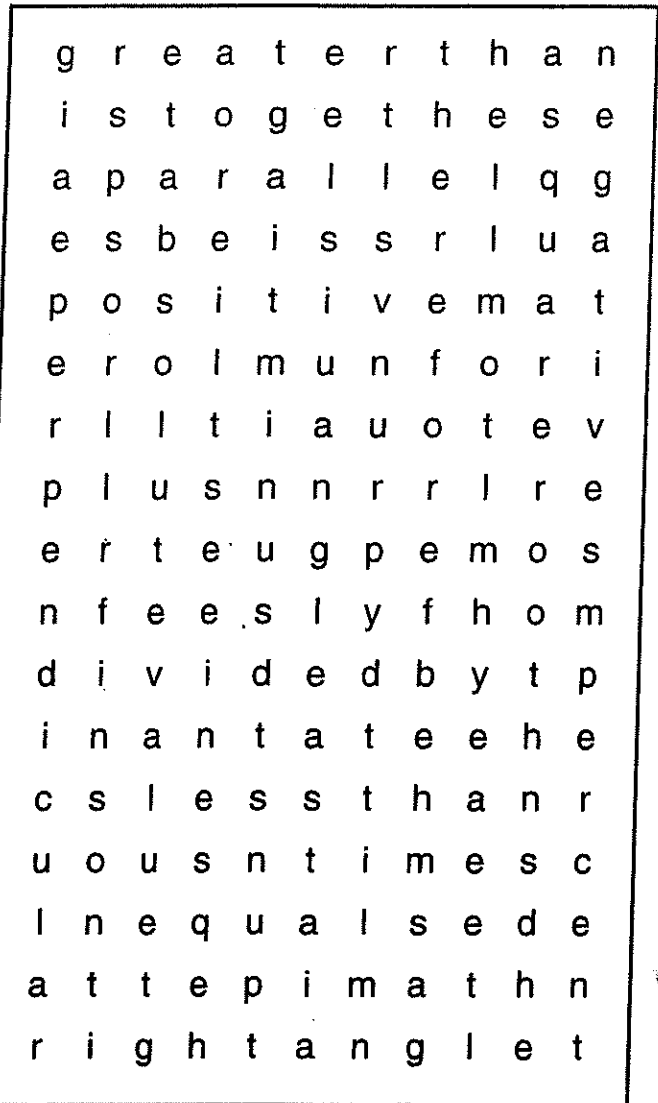 g r e a t e r t h a n
i s t o g e t h e s e
a p a r a l l e l q g
e s b e i s s r l u a
p o s i t i v e m a t
e r o l m u n f o r i
r l l t i a u o t e v
p l u s n n r r l r e
e r t e u g p e m o s
n f e e s l y f h o m
d i v i d e d b y t p
i n a n t a t e e h e
c s l e s s t h a n r
u o u s n t i m e s c
l n e q u a l s e d e
a t t e p i m a t h n
r i g h t a n g l e t